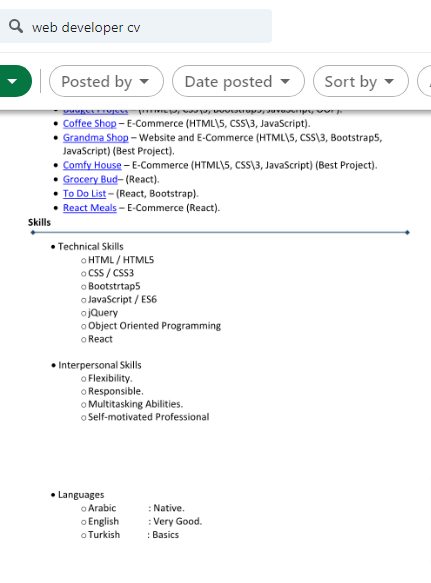 web developer cv
Posted by
Date posted
Sort by
Budget Project – (HTML\5, CSS\3, Bootstrap5, JavaScript, OOP).
Coffee Shop – E-Commerce (HTML\5, CSS\3, JavaScript).
Grandma Shop – Website and E-Commerce (HTML\5, CSS\3, Bootstrap5,
JavaScript) (Best Project).
Comfy House – E-Commerce (HTML\5, CSS\3, JavaScript) (Best Project).
Grocery Bud– (React).
To Do List – (React, Bootstrap).
React Meals – E-Commerce (React).
Skills
• Technical Skills
o HTML / HTML5
o CSS / CSS3
o Bootstrtap5
o JavaScript / ES6
o jQuery
o Object Oriented Programming
o React
• Interpersonal Skills
o Flexibility.
o Responsible.
o Multitasking Abilities.
o Self-motivated Professional
• Languages
o Arabic : Native.
o English : Very Good.
o Turkish : Basics